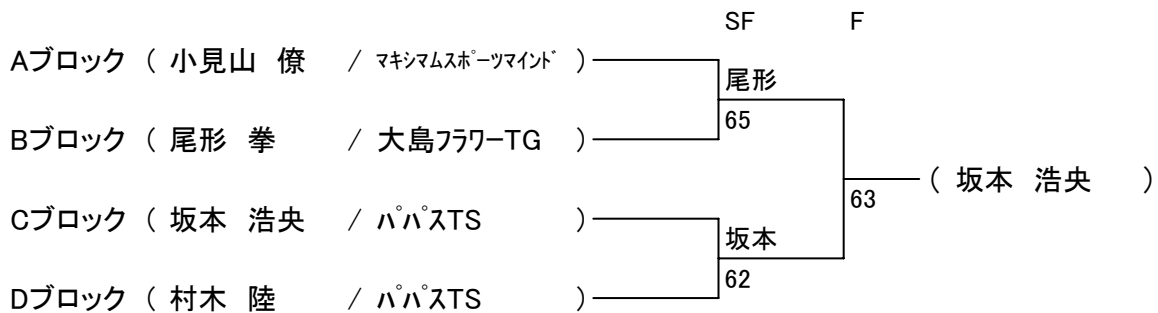 SF F
Aブロック ( 小見山 僚 / ﾏｷｼﾏﾑｽﾎﾟｰﾂﾏｲﾝﾄﾞ )
尾形
65
Bブロック ( 尾形 拳 / 大島ﾌﾗﾜｰTG )
63
( 坂本 浩央 )
Cブロック ( 坂本 浩央 / ﾊﾟﾊﾟｽTS )
坂本
62
Dブロック ( 村木 陸 / ﾊﾟﾊﾟｽTS )